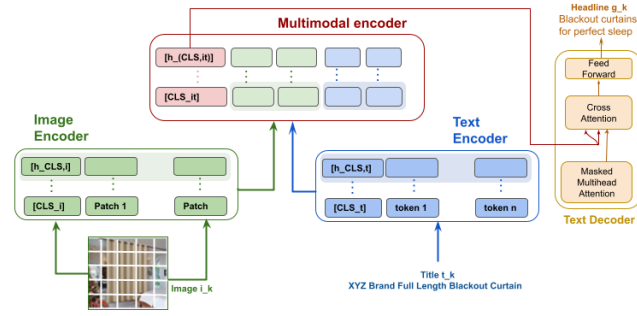 Multimodal encoder
Headline g_k
Blackout curtains
for perfect sleep
[h_(CLS,it)]
[CLS_it]
Feed
Forward
Cross
Attention
Masked
Multihead
Attention
Text Decoder
Image
Encoder
[h_CLS,i]
[CLS_i]
Patch 1
Patch
Image i_k
Text
Encoder
[h_CLS,t]
[CLS_t]
token 1
token n
Title t_k
XYZ Brand Full Length Blackout Curtain